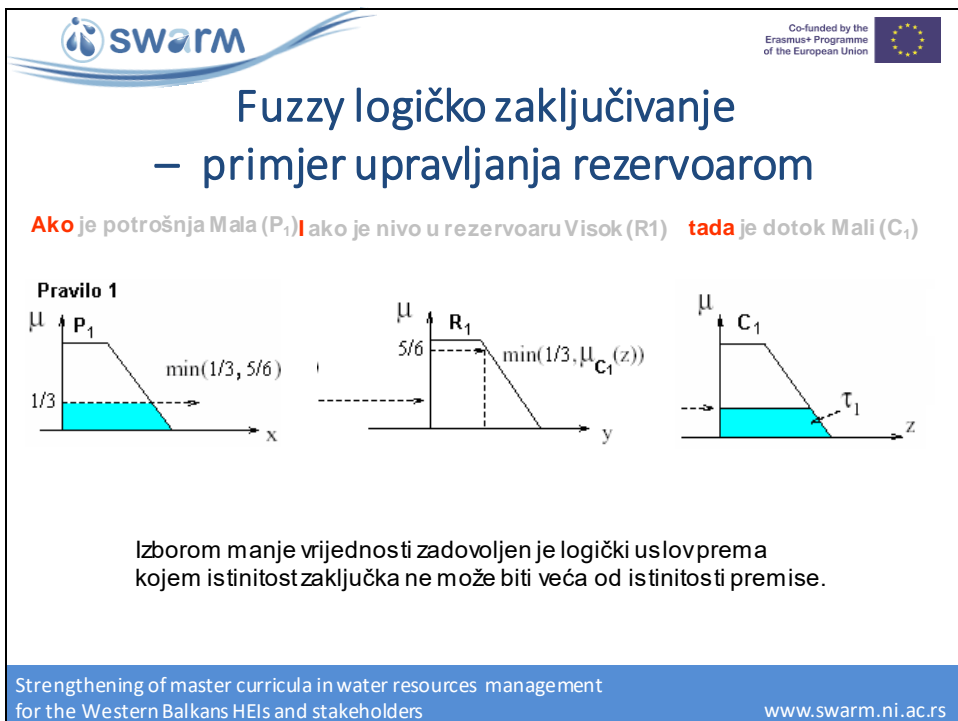 swarm
Co-funded by the
Erasmus+ Programme
of the European Union
Fuzzy logičko zaključivanje
– primjer upravljanja rezervoarom
Ako je potrošnja Mala (P₁) I ako je nivo u rezervoaru Visok (R1) tada je dotok Mali (C₁)
Pravilo 1
μ P₁
min(1/3, 5/6)
1/3
x
μ R₁
5/6
min(1/3, μC₁(z))
y
μ C₁
τ₁
z
Izborom manje vrijednosti zadovoljen je logički uslov prema
kojem istinitost zaključka ne može biti veća od istinitosti premise.
Strengthening of master curricula in water resources management
for the Western Balkans HEIs and stakeholders
www.swarm.ni.ac.rs